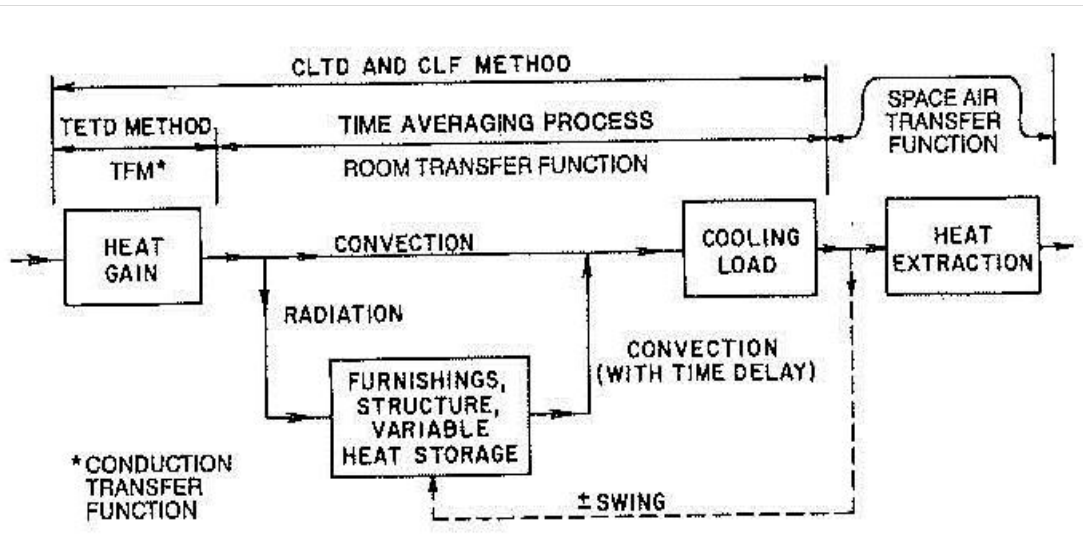 CLTD AND CLF METHOD
SPACE AIR
TRANSFER
FUNCTION
TETD METHOD
TIME AVERAGING PROCESS
TFM*
ROOM TRANSFER FUNCTION
HEAT
GAIN
CONVECTION
COOLING
LOAD
HEAT
EXTRACTION
RADIATION
CONVECTION
(WITH TIME DELAY)
FURNISHINGS,
STRUCTURE,
VARIABLE
HEAT STORAGE
*CONDUCTION
TRANSFER
FUNCTION
± SWING